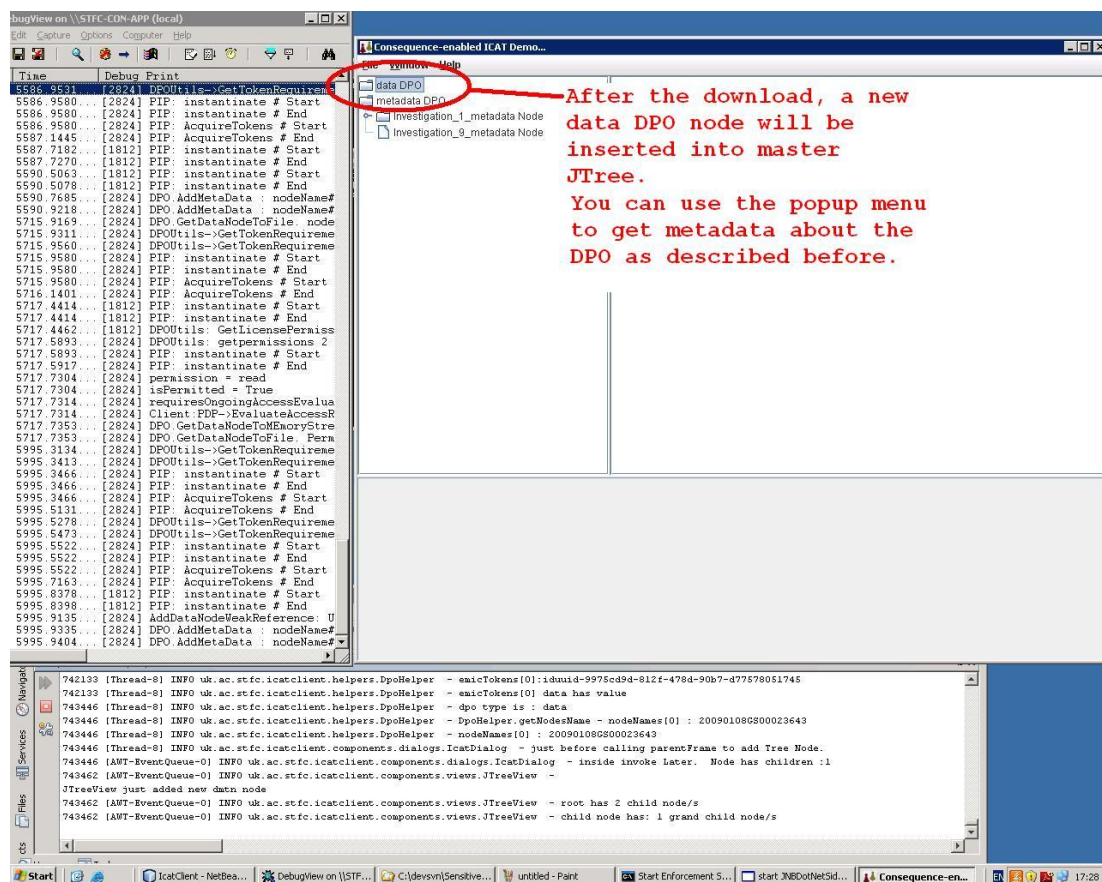 ebugView on \\STFC-CON-APP (local)
Edit Capture Options Computer Help
Time Debug Print
5586.9531... [2824] DPOUtils->GetTokenRequireme
5586.9580... [2824] PIP: instantinate # Start
5586.9580... [2824] PIP: instantinate # End
5586.9580... [2824] PIP: AcquireTokens # Start
5587.1445... [2824] PIP: AcquireTokens # End
5587.7182... [1812] PIP: instantinate # Start
5587.7270... [1812] PIP: instantinate # End
5590.5063... [1812] PIP: instantinate # Start
5590.5078... [1812] PIP: instantinate # End
5590.7685... [2824] DPO.AddMetaData : nodeName#
5590.9218... [2824] DPO.AddMetaData : nodeName#
5715.9169... [2824] DPO.GetDataNodeToFile. node
5715.9311... [2824] DPOUtils->GetTokenRequireme
5715.9560... [2824] DPOUtils->GetTokenRequireme
5715.9580... [2824] PIP: instantinate # Start
5715.9580... [2824] PIP: instantinate # End
5715.9580... [2824] PIP: AcquireTokens # Start
5716.1401... [2824] PIP: AcquireTokens # End
5717.4414... [1812] PIP: instantinate # Start
5717.4414... [1812] PIP: instantinate # End
5717.4462... [1812] DPOUtils: GetLicensePermiss
5717.5893... [2824] DPOUtils: getpermissions 2
5717.5893... [2824] PIP: instantinate # Start
5717.5917... [2824] PIP: instantinate # End
5717.7304... [2824] permission = read
5717.7304... [2824] isPermitted = True
5717.7314... [2824] requiresOngoingAccessEvalua
5717.7314... [2824] Client:PDP->EvaluateAccessR
5717.7353... [2824] DPO.GetDataNodeToMEmoryStre
5717.7353... [2824] DPO.GetDataNodeToFile. Perm
5995.3134... [2824] DPOUtils->GetTokenRequireme
5995.3413... [2824] DPOUtils->GetTokenRequireme
5995.3466... [2824] PIP: instantinate # Start
5995.3466... [2824] PIP: instantinate # End
5995.3466... [2824] PIP: AcquireTokens # Start
5995.5131... [2824] PIP: AcquireTokens # End
5995.5278... [2824] DPOUtils->GetTokenRequireme
5995.5473... [2824] DPOUtils->GetTokenRequireme
5995.5522... [2824] PIP: instantinate # Start
5995.5522... [2824] PIP: instantinate # End
5995.5522... [2824] PIP: AcquireTokens # Start
5995.7163... [2824] PIP: AcquireTokens # End
5995.8378... [1812] PIP: instantinate # Start
5995.8398... [1812] PIP: instantinate # End
5995.9135... [2824] AddDataNodeWeakReference: U
5995.9335... [2824] DPO.AddMetaData : nodeName#
5995.9404... [2824] DPO.AddMetaData : nodeName#
Consequence-enabled ICAT Demo...
File Window Help
data DPO
metadata DPO
Investigation_1_metadata Node
Investigation_9_metadata Node
After the download, a new
data DPO node will be
inserted into master
JTree.
You can use the popup menu
to get metadata about the
DPO as described before.
Navigato
Services
Files
cts
742133 [Thread-8] INFO uk.ac.stfc.icatclient.helpers.DpoHelper - emicTokens[0]:iduuid-9975cd9d-812f-478d-90b7-d77578051745
742133 [Thread-8] INFO uk.ac.stfc.icatclient.helpers.DpoHelper - emicTokens[0] data has value
743446 [Thread-8] INFO uk.ac.stfc.icatclient.helpers.DpoHelper - dpo type is : data
743446 [Thread-8] INFO uk.ac.stfc.icatclient.helpers.DpoHelper - DpoHelper.getNodesName - nodeNames[0] : 20090108GS00023643
743446 [Thread-8] INFO uk.ac.stfc.icatclient.helpers.DpoHelper - nodeNames[0] : 20090108GS00023643
743446 [Thread-8] INFO uk.ac.stfc.icatclient.components.dialogs.IcatDialog - just before calling parentFrame to add Tree Node.
743446 [AWT-EventQueue-0] INFO uk.ac.stfc.icatclient.components.dialogs.IcatDialog - inside invoke Later. Node has children :1
743462 [AWT-EventQueue-0] INFO uk.ac.stfc.icatclient.components.views.JTreeView -
JTreeView just added new dmtn node
743462 [AWT-EventQueue-0] INFO uk.ac.stfc.icatclient.components.views.JTreeView - root has 2 child node/s
743462 [AWT-EventQueue-0] INFO uk.ac.stfc.icatclient.components.views.JTreeView - child node has: 1 grand child node/s
Start
IcatClient - NetBea...
DebugView on \\STF...
C:\devsvn\Sensitive...
untitled - Paint
Start Enforcement S...
start JNBDotNetSid...
Consequence-en...
EN
17:28